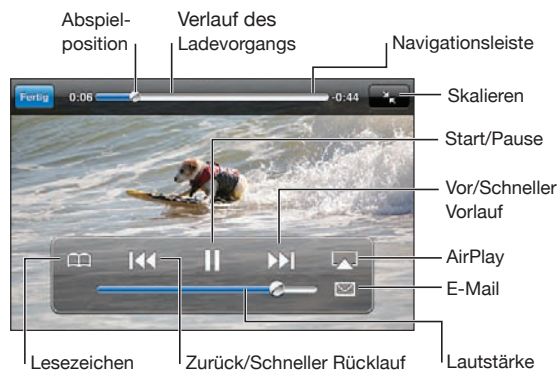 Abspiel-
position
Verlauf des
Ladevorgangs
Navigationsleiste
Fertig 0:06 -0:44
Skalieren
Start/Pause
Vor/Schneller
Vorlauf
AirPlay
E-Mail
Lesezeichen
Zurück/Schneller Rücklauf
Lautstärke